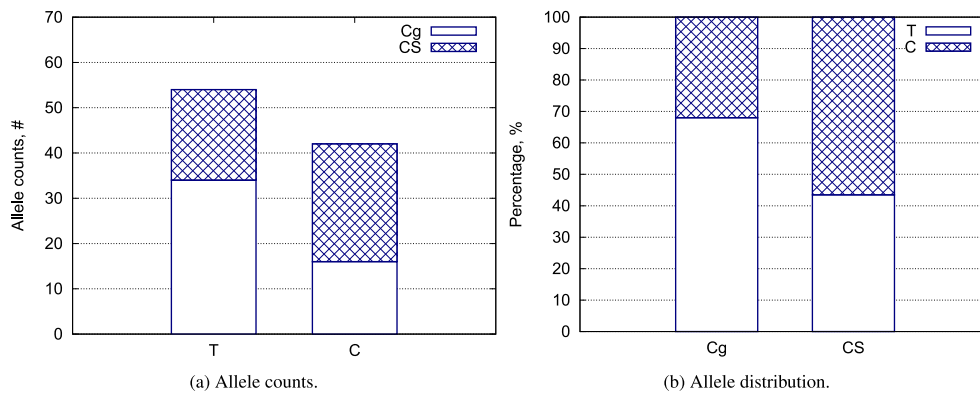 70
60
50
40
30
20
10
0
Allele counts, #
Cg
CS
T C
(a) Allele counts.
100
90
80
70
60
50
40
30
20
10
0
Percentage, %
T
C
Cg CS
(b) Allele distribution.